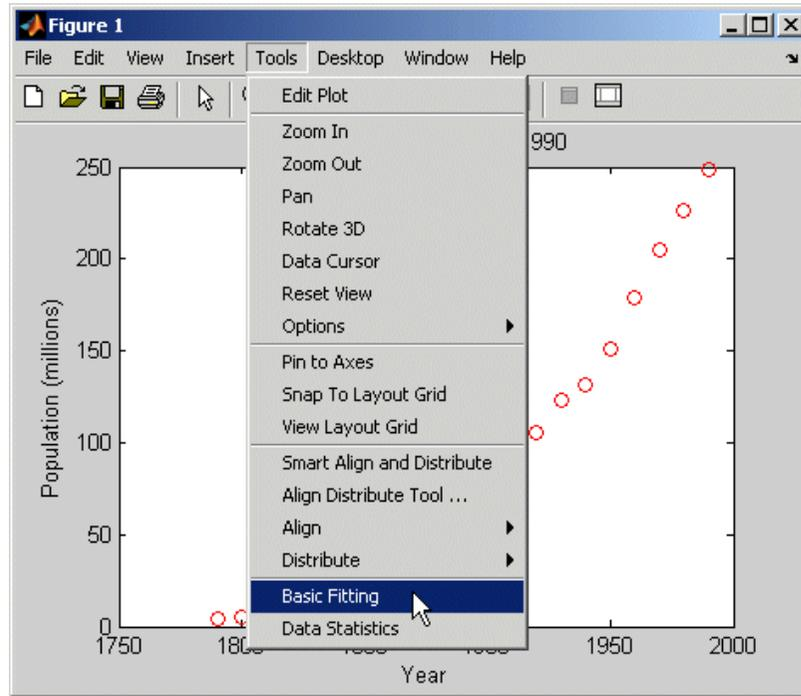 Figure 1
File Edit View Insert Tools Desktop Window Help
Edit Plot
Zoom In
Zoom Out
Pan
Rotate 3D
Data Cursor
Reset View
Options
Pin to Axes
Snap To Layout Grid
View Layout Grid
Smart Align and Distribute
Align Distribute Tool ...
Align
Distribute
Basic Fitting
Data Statistics
990
250
200
150
100
50
0
Population (millions)
1750 1950 2000
Year